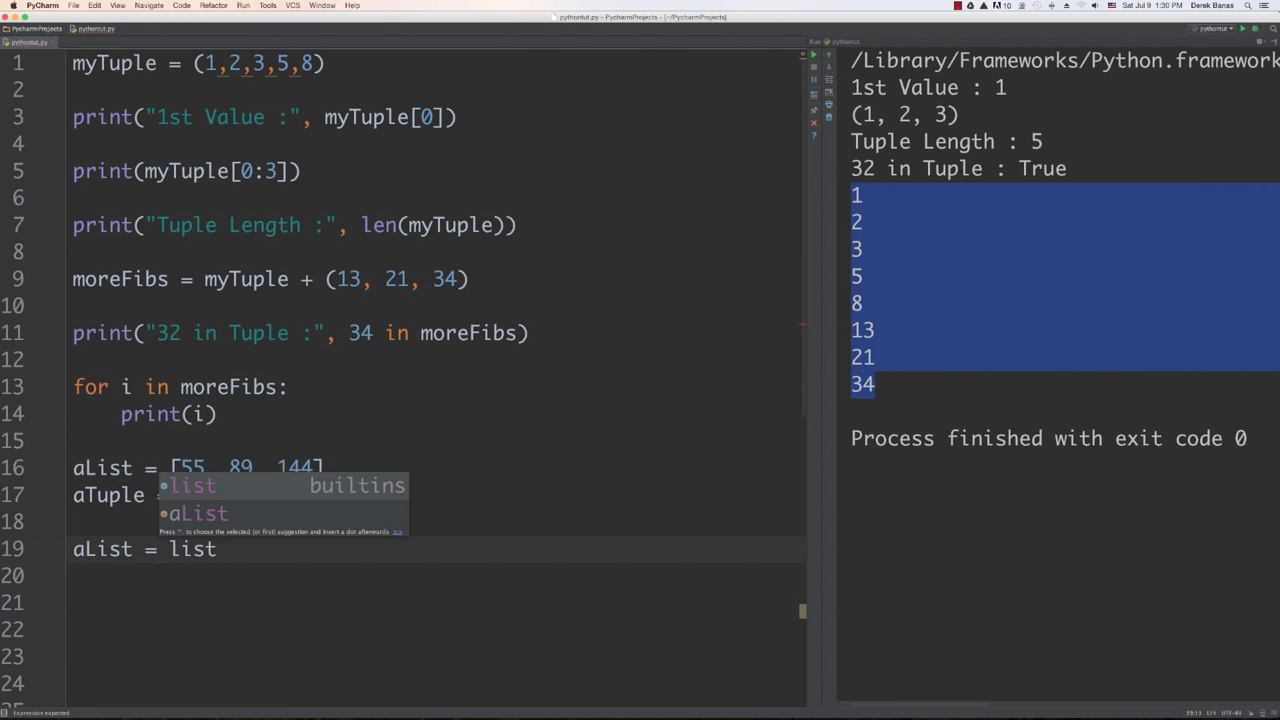 PyCharm File Edit View Navigate Code Refactor Run Tools VCS Window Help Sat Jul 9 1:30 PM Derek Banas
pythontut.py - PycharmProjects - [~/PycharmProjects]
PycharmProjects pythontut.py pythontut
pythontut.py
Run pythontut
1 myTuple = (1,2,3,5,8)
2
3 print("1st Value :", myTuple[0])
4
5 print(myTuple[0:3])
6
7 print("Tuple Length :", len(myTuple))
8
9 moreFibs = myTuple + (13, 21, 34)
10
11 print("32 in Tuple :", 34 in moreFibs)
12
13 for i in moreFibs:
14 print(i)
15
16 aList = [55, 89, 144]
17 aTuple =
list builtins
aList
Press ^. to choose the selected (or first) suggestion and insert a dot afterwards >>
18
19 aList = list
20
21
22
23
24
/Library/Frameworks/Python.framework
1st Value : 1
(1, 2, 3)
Tuple Length : 5
32 in Tuple : True
1
2
3
5
8
13
21
34
Process finished with exit code 0
Expression expected
19:13 LF‡ UTF-8‡